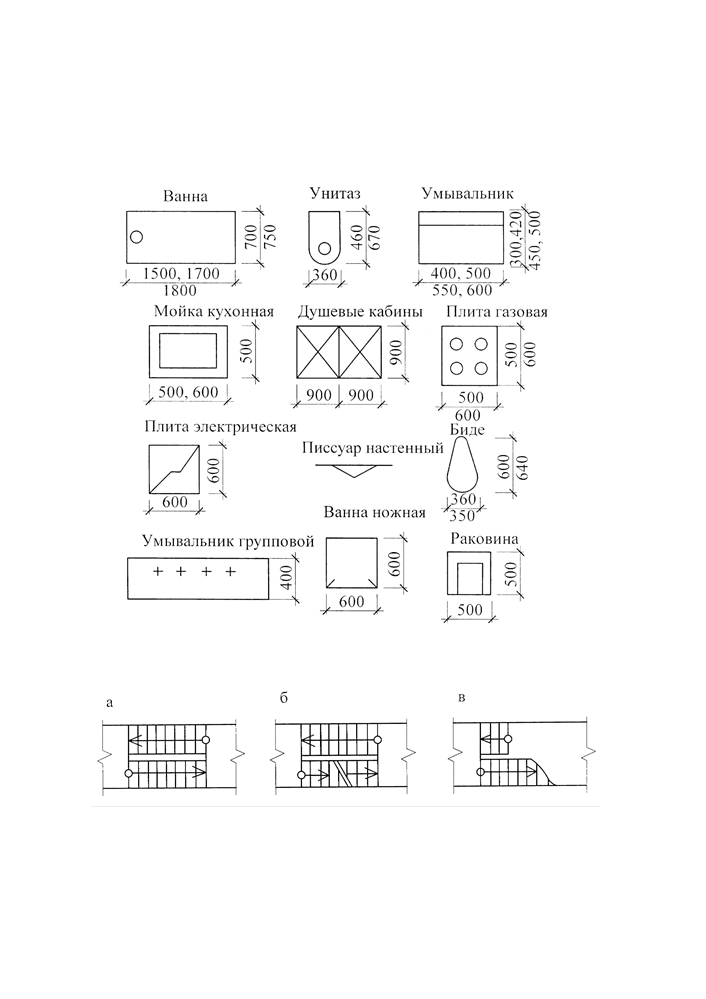 Ванна
700
750
1500, 1700
1800
Унитаз
460
670
360
Умывальник
300,420
450, 500
400, 500
550, 600
Мойка кухонная
500
500, 600
Душевые кабины
900
900
900
Плита газовая
500
600
500
600
Плита электрическая
600
600
Писсуар настенный
Биде
600
640
360
350
Умывальник групповой
400
Ванна ножная
600
600
Раковина
500
500
а
б
в